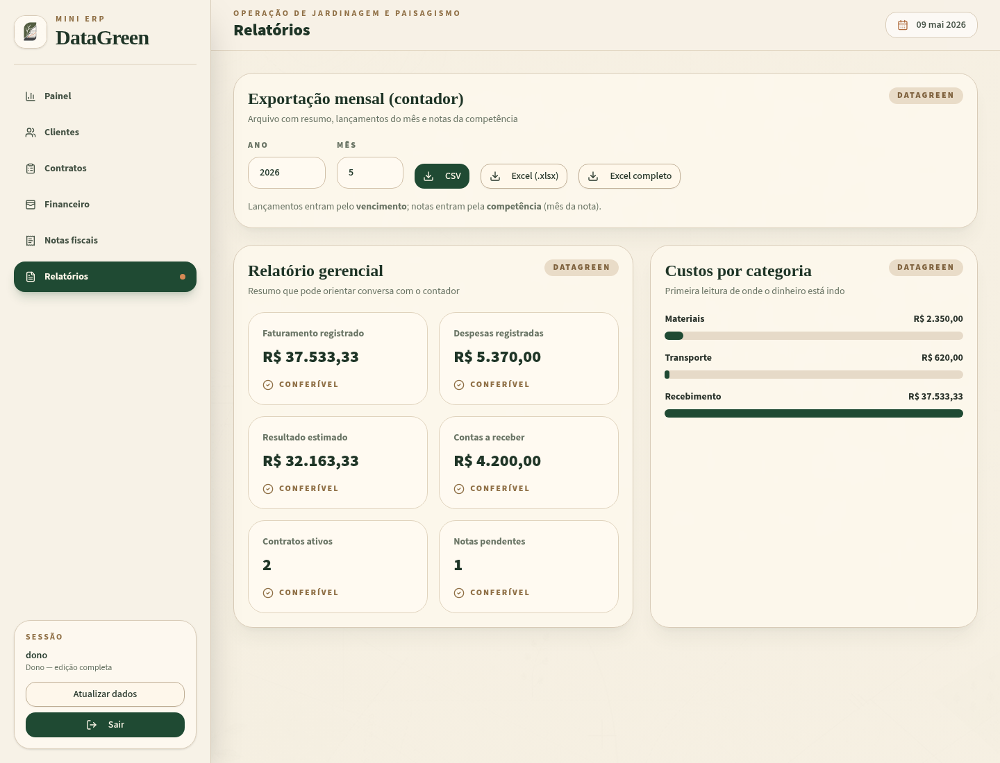 MINI ERP
DataGreen
Painel
Clientes
Contratos
Financeiro
Notas fiscais
Relatórios
SESSÃO
dono
Dono — edição completa
Atualizar dados
Sair
OPERAÇÃO DE JARDINAGEM E PAISAGISMO
Relatórios
09 mai 2026
Exportação mensal (contador)
DATAGREEN
Arquivo com resumo, lançamentos do mês e notas da competência
ANO
MÊS
2026
5
CSV
Excel (.xlsx)
Excel completo
Lançamentos entram pelo vencimento; notas entram pela competência (mês da nota).
Relatório gerencial
DATAGREEN
Resumo que pode orientar conversa com o contador
Faturamento registrado
R$ 37.533,33
CONFERÍVEL
Despesas registradas
R$ 5.370,00
CONFERÍVEL
Resultado estimado
R$ 32.163,33
CONFERÍVEL
Contas a receber
R$ 4.200,00
CONFERÍVEL
Contratos ativos
2
CONFERÍVEL
Notas pendentes
1
CONFERÍVEL
Custos por categoria
DATAGREEN
Primeira leitura de onde o dinheiro está indo
Materiais R$ 2.350,00
Transporte R$ 620,00
Recebimento R$ 37.533,33